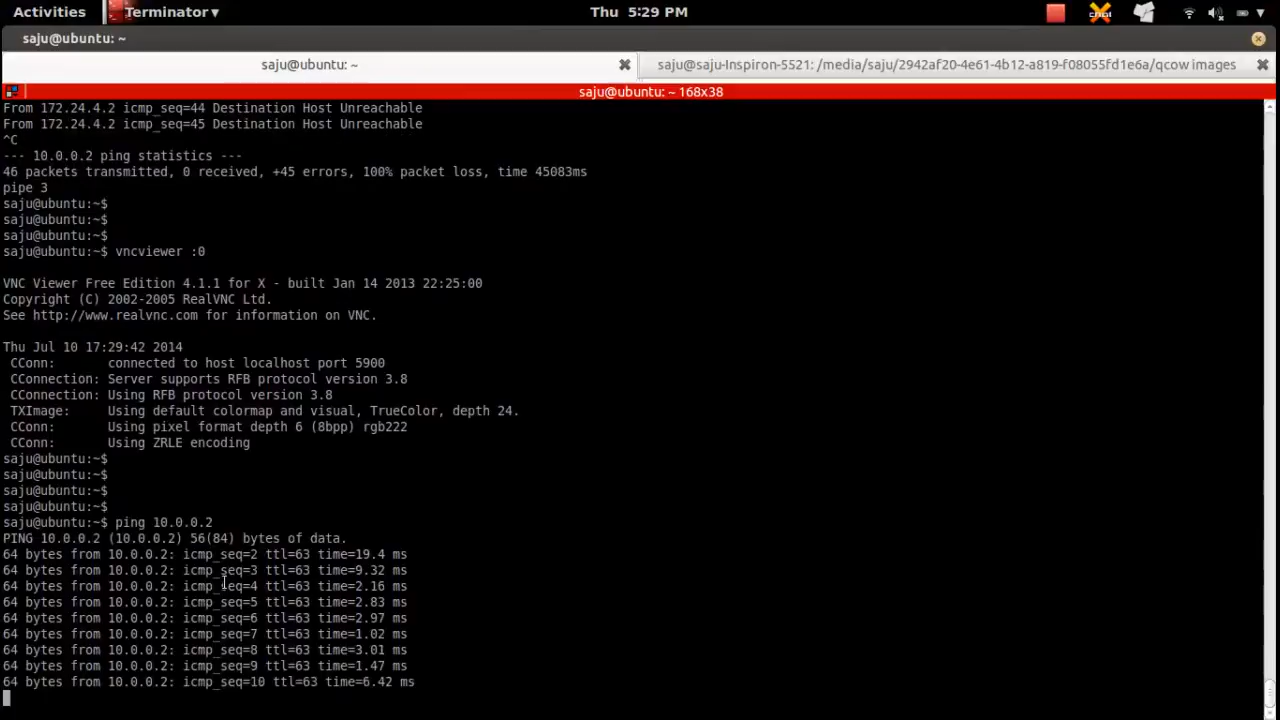 Activities Terminator▾ Thu 5:29 PM
saju@ubuntu: ~
saju@ubuntu: ~ saju@saju-Inspiron-5521: /media/saju/2942af20-4e61-4b12-a819-f08055fd1e6a/qcow images
saju@ubuntu: ~ 168x38
From 172.24.4.2 icmp_seq=44 Destination Host Unreachable
From 172.24.4.2 icmp_seq=45 Destination Host Unreachable
^C
--- 10.0.0.2 ping statistics ---
46 packets transmitted, 0 received, +45 errors, 100% packet loss, time 45083ms
pipe 3
saju@ubuntu:~$
saju@ubuntu:~$
saju@ubuntu:~$
saju@ubuntu:~$ vncviewer :0
VNC Viewer Free Edition 4.1.1 for X - built Jan 14 2013 22:25:00
Copyright (C) 2002-2005 RealVNC Ltd.
See http://www.realvnc.com for information on VNC.
Thu Jul 10 17:29:42 2014
CConn: connected to host localhost port 5900
CConnection: Server supports RFB protocol version 3.8
CConnection: Using RFB protocol version 3.8
TXImage: Using default colormap and visual, TrueColor, depth 24.
CConn: Using pixel format depth 6 (8bpp) rgb222
CConn: Using ZRLE encoding
saju@ubuntu:~$
saju@ubuntu:~$
saju@ubuntu:~$
saju@ubuntu:~$
saju@ubuntu:~$ ping 10.0.0.2
PING 10.0.0.2 (10.0.0.2) 56(84) bytes of data.
64 bytes from 10.0.0.2: icmp_seq=2 ttl=63 time=19.4 ms
64 bytes from 10.0.0.2: icmp_seq=3 ttl=63 time=9.32 ms
64 bytes from 10.0.0.2: icmp_seq=4 ttl=63 time=2.16 ms
64 bytes from 10.0.0.2: icmp_seq=5 ttl=63 time=2.83 ms
64 bytes from 10.0.0.2: icmp_seq=6 ttl=63 time=2.97 ms
64 bytes from 10.0.0.2: icmp_seq=7 ttl=63 time=1.02 ms
64 bytes from 10.0.0.2: icmp_seq=8 ttl=63 time=3.01 ms
64 bytes from 10.0.0.2: icmp_seq=9 ttl=63 time=1.47 ms
64 bytes from 10.0.0.2: icmp_seq=10 ttl=63 time=6.42 ms